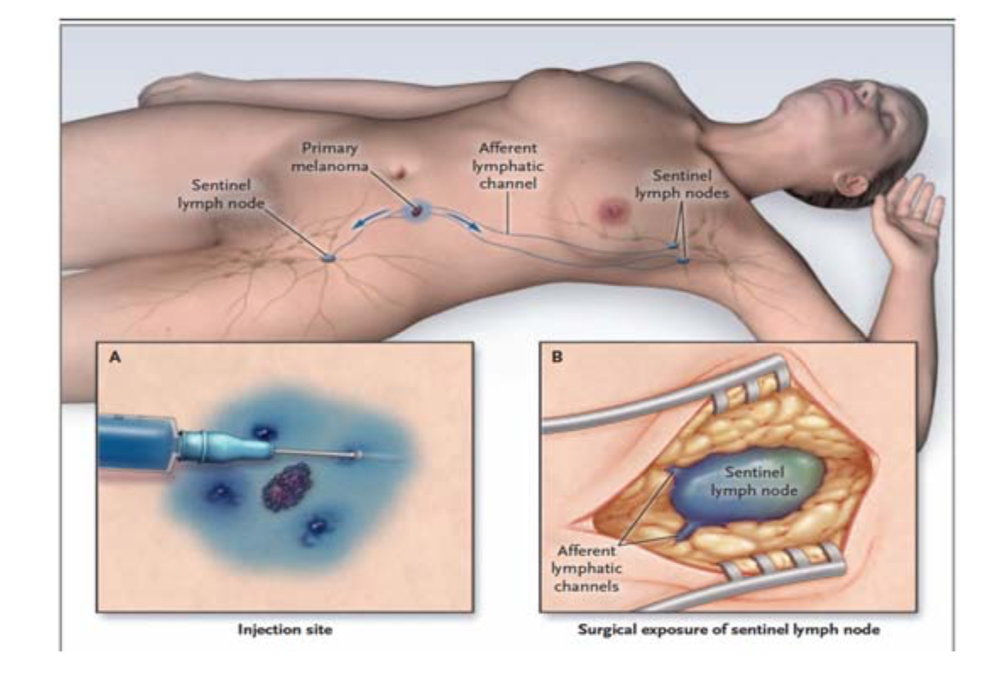 Primary
melanoma
Afferent
lymphatic
channel
Sentinel
lymph node
Sentinel
lymph nodes
A
B
Sentinel
lymph node
Afferent
lymphatic
channels
Injection site
Surgical exposure of sentinel lymph node